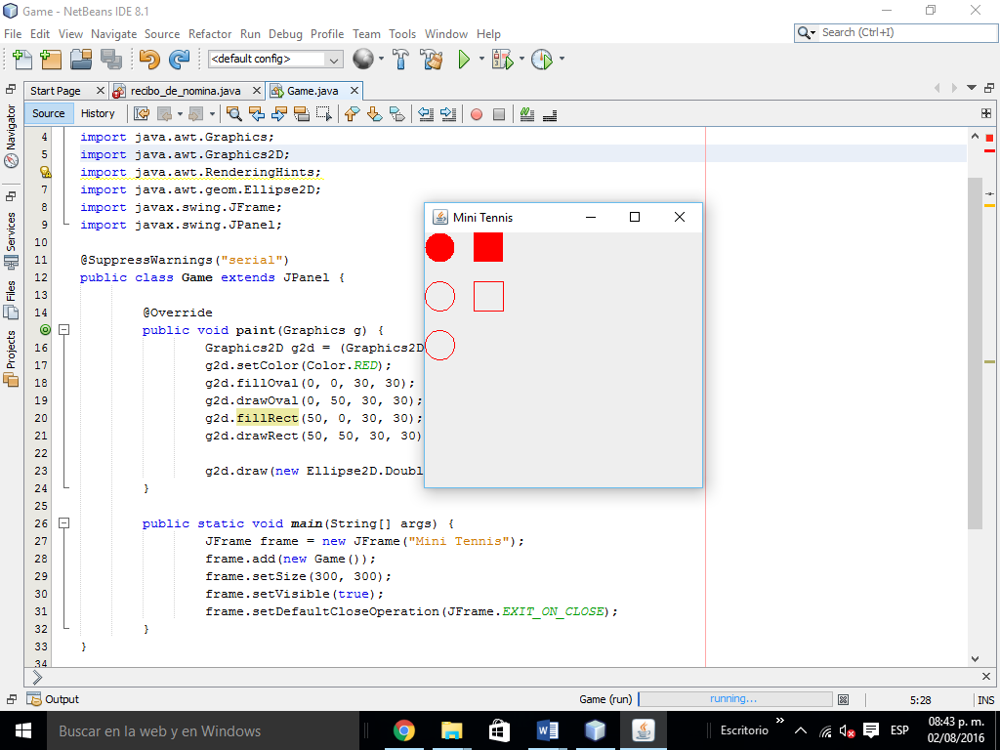 Game - NetBeans IDE 8.1
File Edit View Navigate Source Refactor Run Debug Profile Team Tools Window Help
Search (Ctrl+I)
<default config>
Start Page recibo_de_nomina.java Game.java
Source History
Navigator
Services
Files
Projects
4 import java.awt.Graphics;
5 import java.awt.Graphics2D;
import java.awt.RenderingHints;
7 import java.awt.geom.Ellipse2D;
8 import javax.swing.JFrame;
9 import javax.swing.JPanel;
10
11 @SuppressWarnings("serial")
12 public class Game extends JPanel {
13
14 @Override
public void paint(Graphics g) {
16 Graphics2D g2d = (Graphics2D
17 g2d.setColor(Color.RED);
18 g2d.fillOval(0, 0, 30, 30);
19 g2d.drawOval(0, 50, 30, 30);
20 g2d.fillRect(50, 0, 30, 30);
21 g2d.drawRect(50, 50, 30, 30)
22
23 g2d.draw(new Ellipse2D.Doubl
24 }
25
26 public static void main(String[] args) {
27 JFrame frame = new JFrame("Mini Tennis");
28 frame.add(new Game());
29 frame.setSize(300, 300);
30 frame.setVisible(true);
31 frame.setDefaultCloseOperation(JFrame.EXIT_ON_CLOSE);
32 }
33 }
34
Mini Tennis
Output
Game (run) running... 5:28 INS
Buscar en la web y en Windows
Escritorio
ESP
08:43 p. m.
02/08/2016